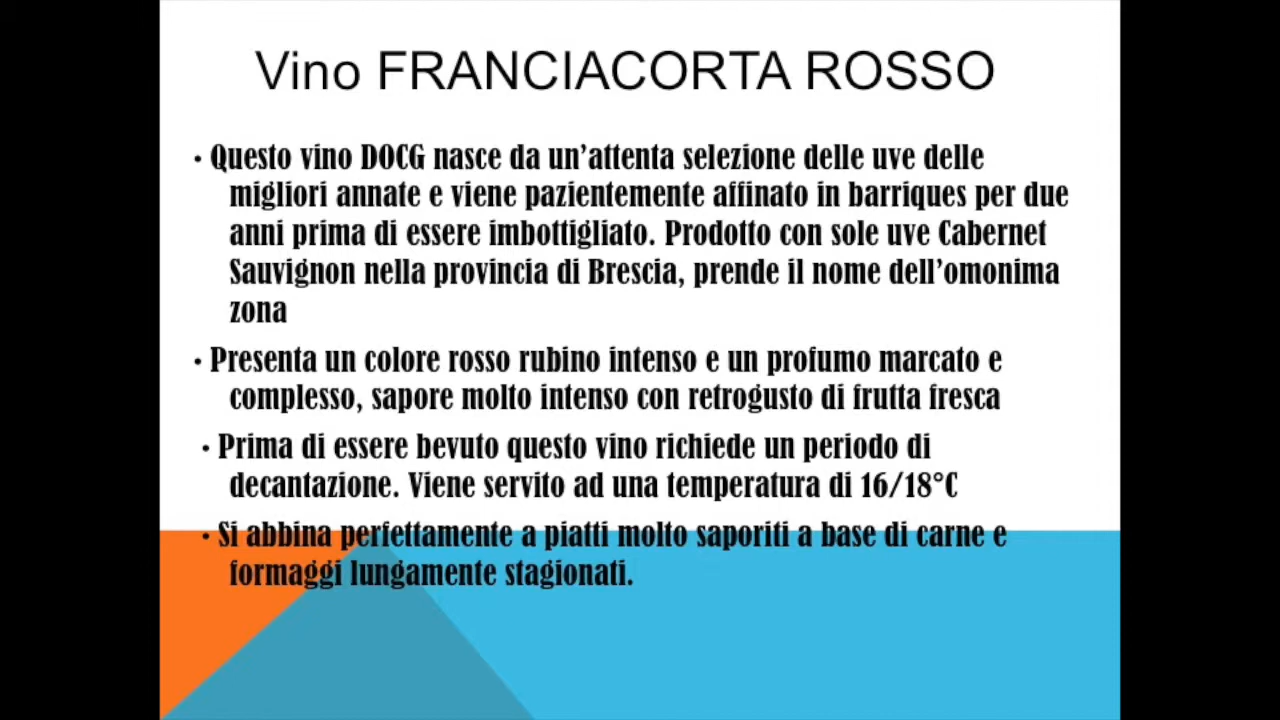 Vino FRANCIACORTA ROSSO
• Questo vino DOCG nasce da un’attenta selezione delle uve delle
migliori annate e viene pazientemente affinato in barriques per due
anni prima di essere imbottigliato. Prodotto con sole uve Cabernet
Sauvignon nella provincia di Brescia, prende il nome dell’omonima
zona
• Presenta un colore rosso rubino intenso e un profumo marcato e
complesso, sapore molto intenso con retrogusto di frutta fresca
• Prima di essere bevuto questo vino richiede un periodo di
decantazione. Viene servito ad una temperatura di 16/18°C
• Si abbina perfettamente a piatti molto saporiti a base di carne e
formaggi lungamente stagionati.